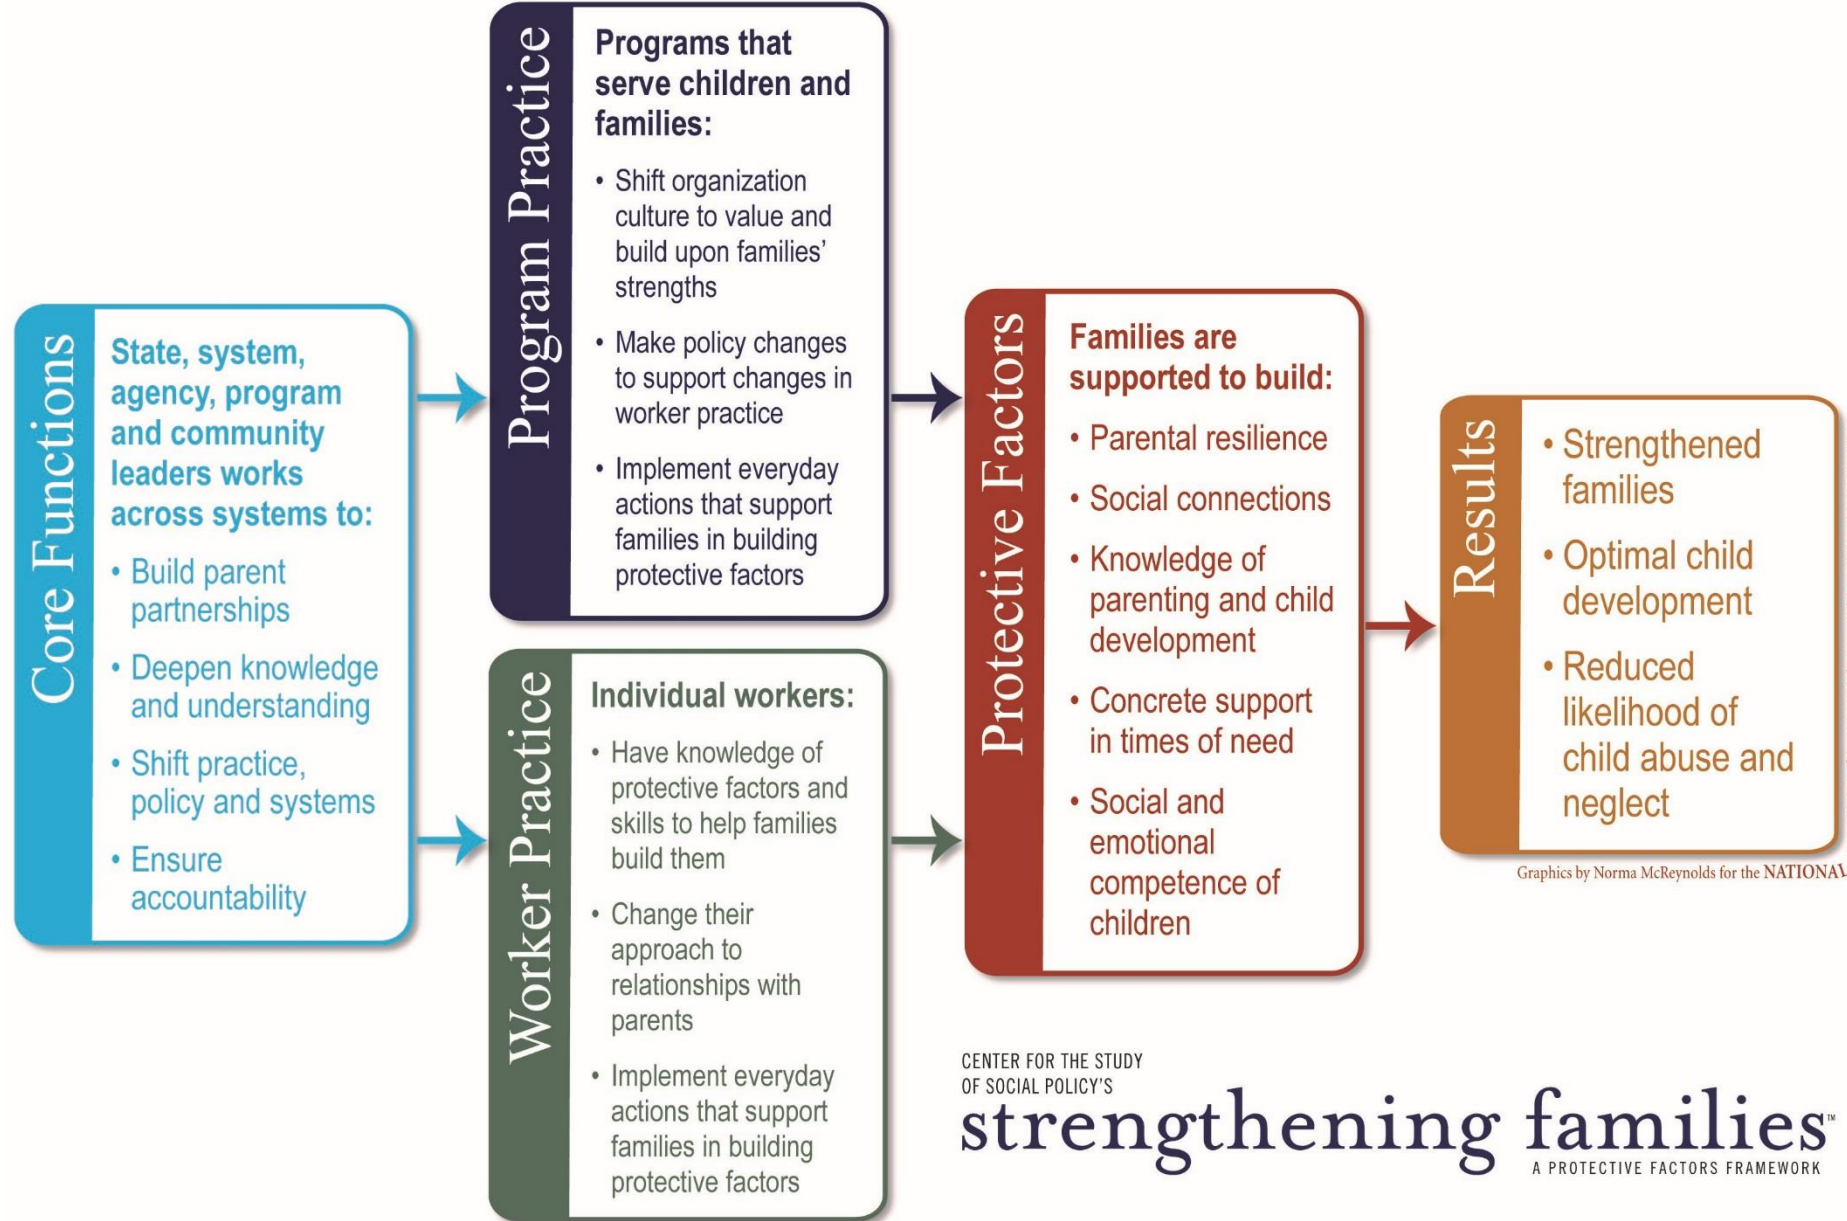 Core Functions
State, system,
agency, program
and community
leaders works
across systems to:
• Build parent
partnerships
• Deepen knowledge
and understanding
• Shift practice,
policy and systems
• Ensure
accountability
Program Practice
Programs that
serve children and
families:
• Shift organization
culture to value and
build upon families’
strengths
• Make policy changes
to support changes in
worker practice
• Implement everyday
actions that support
families in building
protective factors
Worker Practice
Individual workers:
• Have knowledge of
protective factors and
skills to help families
build them
• Change their
approach to
relationships with
parents
• Implement everyday
actions that support
families in building
protective factors
Protective Factors
Families are
supported to build:
• Parental resilience
• Social connections
• Knowledge of
parenting and child
development
• Concrete support
in times of need
• Social and
emotional
competence of
children
Results
• Strengthened
families
• Optimal child
development
• Reduced
likelihood of
child abuse and
neglect
Graphics by Norma McReynolds for the NATIONAL
CENTER FOR THE STUDY
OF SOCIAL POLICY’S
strengthening families™
A PROTECTIVE FACTORS FRAMEWORK